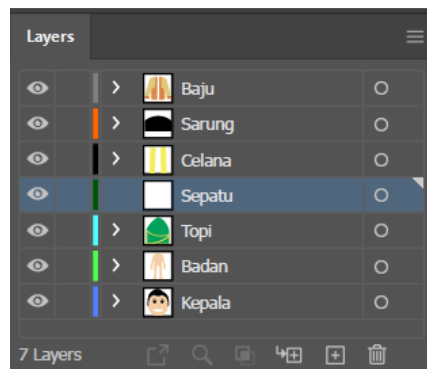 Layers
Baju
Sarung
Celana
Sepatu
Topi
Badan
Kepala
7 Layers